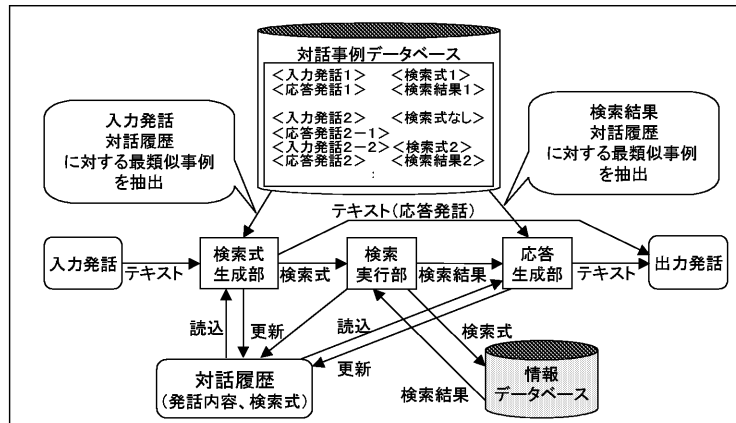 対話事例データベース
<入力発話1> <検索式1>
<応答発話1> <検索結果1>
<入力発話2> <検索式なし>
<応答発話2-1>
<入力発話2-2> <検索式2>
<応答発話2> <検索結果2>
:
入力発話
対話履歴
に対する最類似事例
を抽出
検索結果
対話履歴
に対する最類似事例
を抽出
テキスト(応答発話)
入力発話
テキスト
検索式
生成部
検索式
検索
実行部
検索結果
応答
生成部
テキスト
出力発話
読込
更新
読込
更新
検索式
検索結果
対話履歴
(発話内容、検索式)
情報
データベース